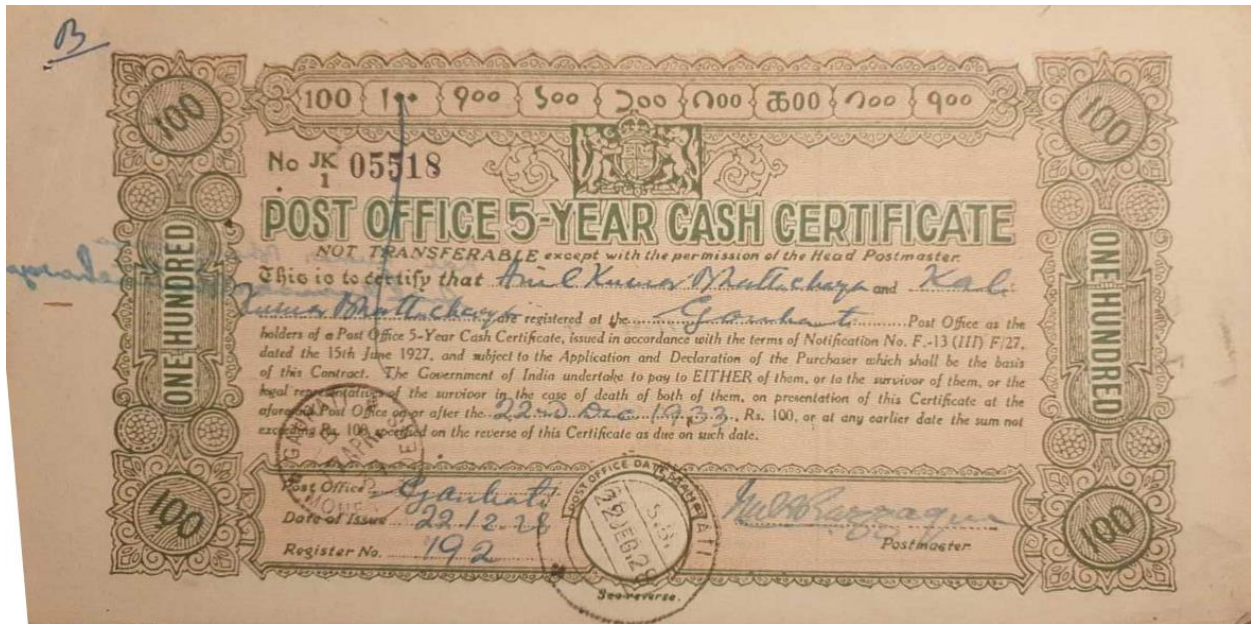 B
100 100
100 १०० ১০০ ૧૦૦ ೧೦೦ ௧00 ౧౦౦ ੧੦੦
No JK/1 05518
POST OFFICE 5-YEAR CASH CERTIFICATE
NOT TRANSFERABLE except with the permission of the Head Postmaster.
This is to certify that Anil Kumar Bhattacharya and Kali
Kumar Bhattacharya are registered at the Gauhati Post Office as the
holders of a Post Office 5-Year Cash Certificate, issued in accordance with the terms of Notification No. F.-13 (III) F/27,
dated the 15th June 1927, and subject to the Application and Declaration of the Purchaser which shall be the basis
of this Contract. The Government of India undertake to pay to EITHER of them, or to the survivor of them, or the
legal representatives of the survivor in the case of death of both of them, on presentation of this Certificate at the
aforesaid Post Office on or after the 22nd Dec 1933, Rs. 100, or at any earlier date the sum not
exceeding Rs. 100, specified on the reverse of this Certificate as due on such date.
ONE HUNDRED
ONE HUNDRED
Post Office Gauhati
Date of Issue 22.12.28
Register No. 192
POST OFFICE
S.B.
Postmaster
See reverse.
100 100